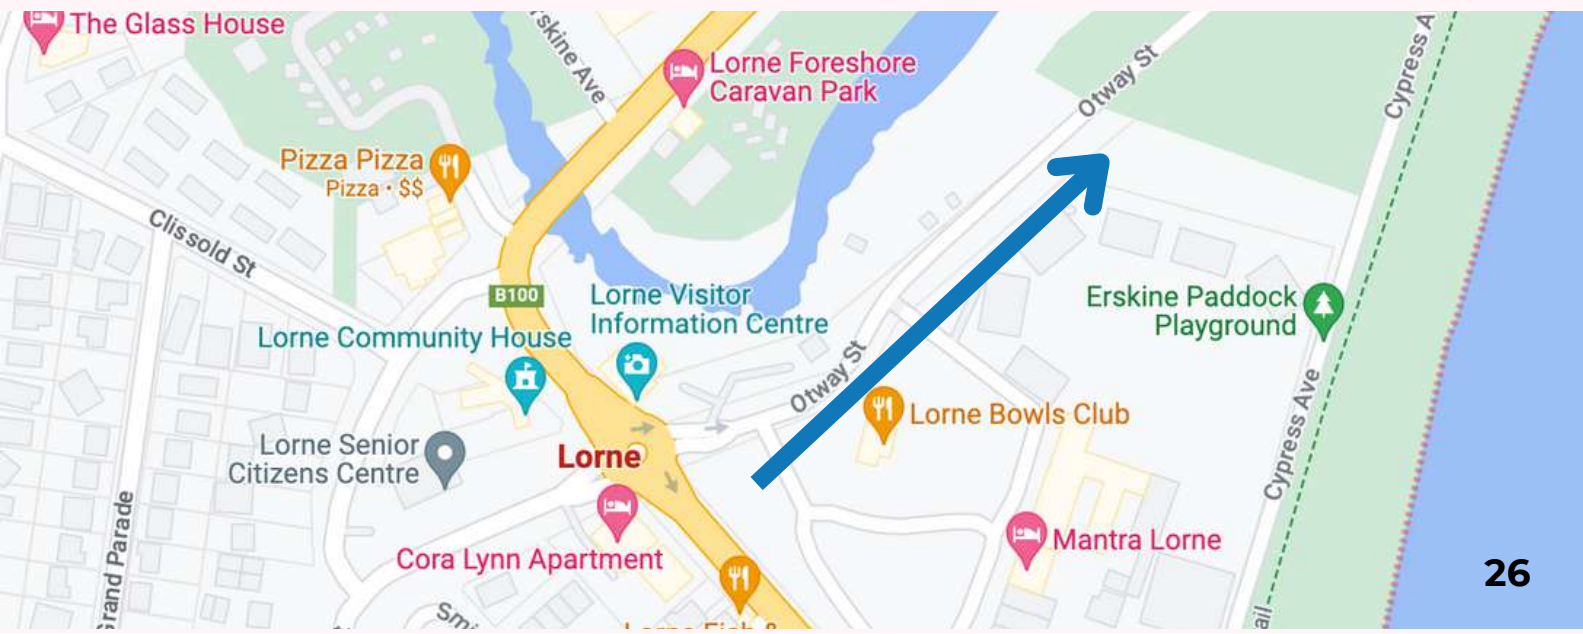 The Glass House
Erskine Ave
Lorne Foreshore
Caravan Park
Otway St
Cypress A
Pizza Pizza
Pizza · $$
Clissold St
B100
Lorne Visitor
Information Centre
Erskine Paddock
Playground
Lorne Community House
Otway St
Lorne Bowls Club
Cypress Ave
Lorne Senior
Citizens Centre
Lorne
Grand Parade
Cora Lynn Apartment
Mantra Lorne
26
Smi
ail